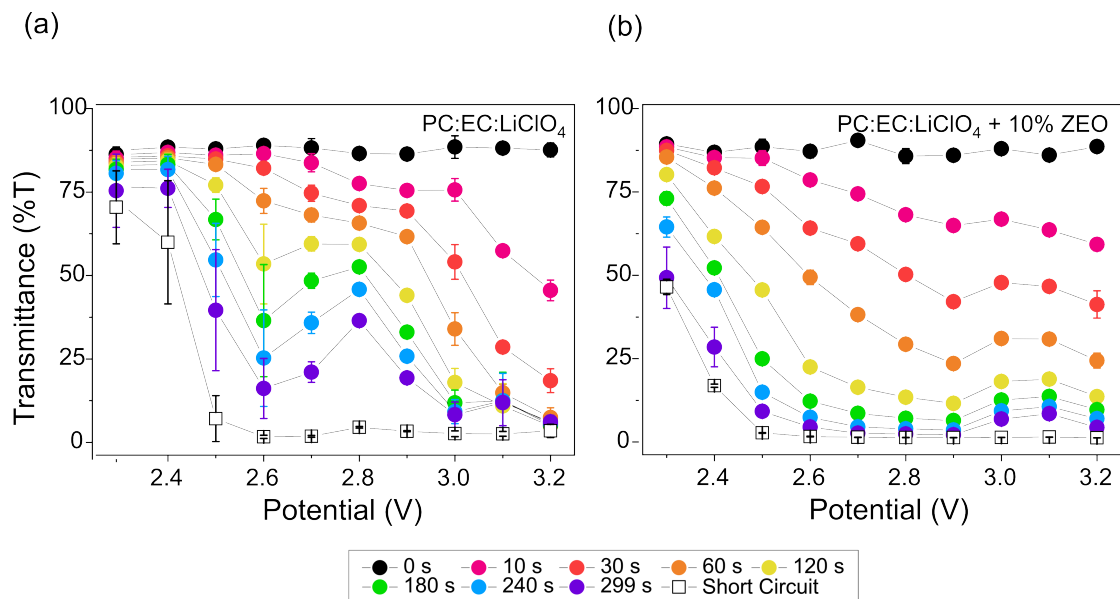 (a)
(b)
PC:EC:LiClO₄
PC:EC:LiClO₄ + 10% ZEO
Transmittance (%T)
100
75
50
25
0
100
75
50
25
0
2.4 2.6 2.8 3.0 3.2
2.4 2.6 2.8 3.0 3.2
Potential (V)
Potential (V)
0 s 10 s 30 s 60 s 120 s
180 s 240 s 299 s Short Circuit